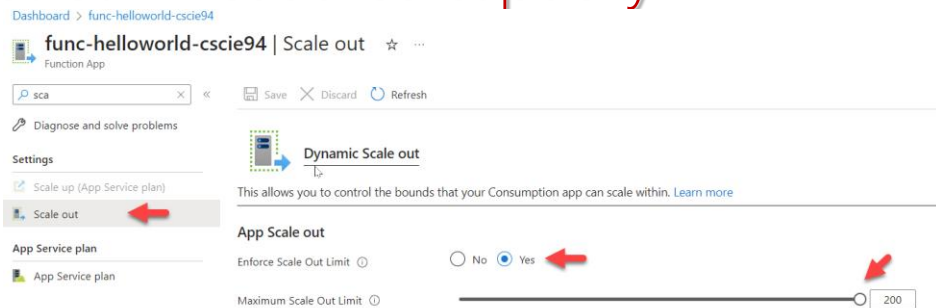 Dashboard > func-helloworld-cscie94
func-helloworld-cscie94 | Scale out ☆ ...
Function App
sca × «
Save Discard Refresh
Diagnose and solve problems
Settings
Scale up (App Service plan)
Scale out
App Service plan
App Service plan
Dynamic Scale out
This allows you to control the bounds that your Consumption app can scale within. Learn more
App Scale out
Enforce Scale Out Limit No Yes
Maximum Scale Out Limit 200